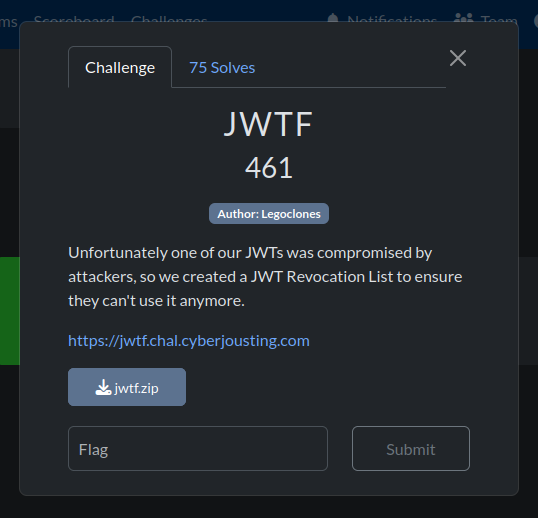 ms Scoreboard Challenges Notifications Team
Challenge 75 Solves
JWTF
461
Author: Legoclones
Unfortunately one of our JWTs was compromised by
attackers, so we created a JWT Revocation List to ensure
they can't use it anymore.
https://jwtf.chal.cyberjousting.com
jwtf.zip
Flag Submit